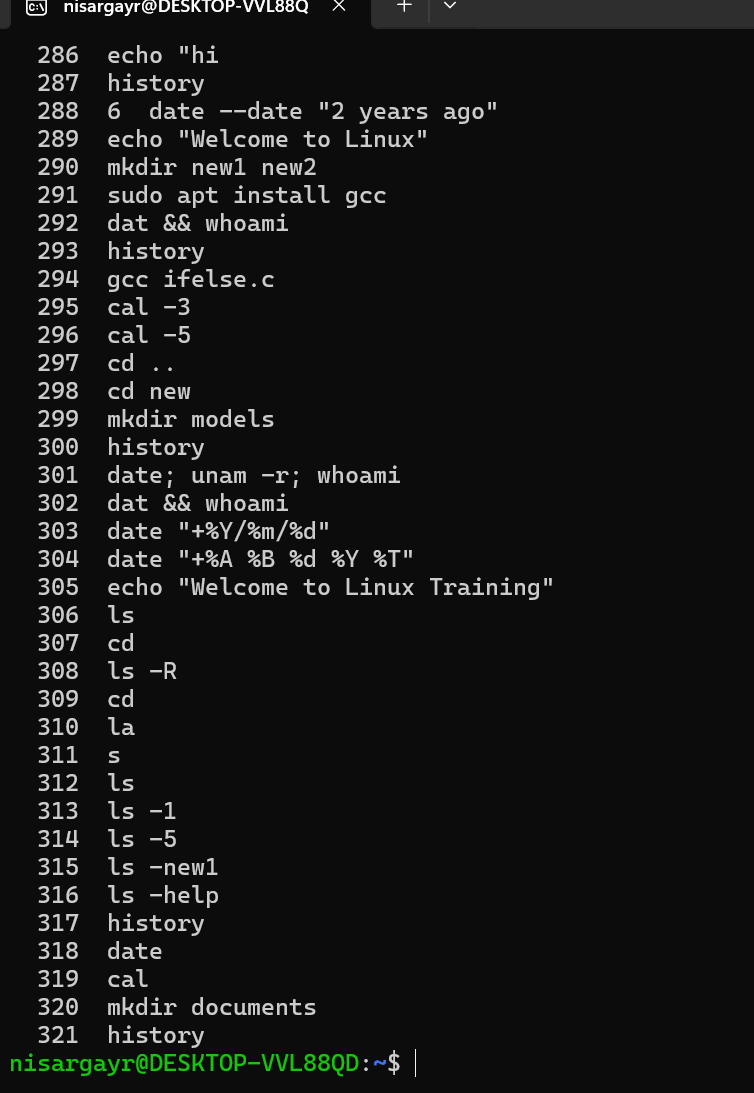 nisargayr@DESKTOP-VVL88Q
286 echo "hi
287 history
288 6  date --date "2 years ago"
289 echo "Welcome to Linux"
290 mkdir new1 new2
291 sudo apt install gcc
292 dat && whoami
293 history
294 gcc ifelse.c
295 cal -3
296 cal -5
297 cd ..
298 cd new
299 mkdir models
300 history
301 date; unam -r; whoami
302 dat && whoami
303 date "+%Y/%m/%d"
304 date "+%A %B %d %Y %T"
305 echo "Welcome to Linux Training"
306 ls
307 cd
308 ls -R
309 cd
310 la
311 s
312 ls
313 ls -1
314 ls -5
315 ls -new1
316 ls -help
317 history
318 date
319 cal
320 mkdir documents
321 history
nisargayr@DESKTOP-VVL88QD:~$